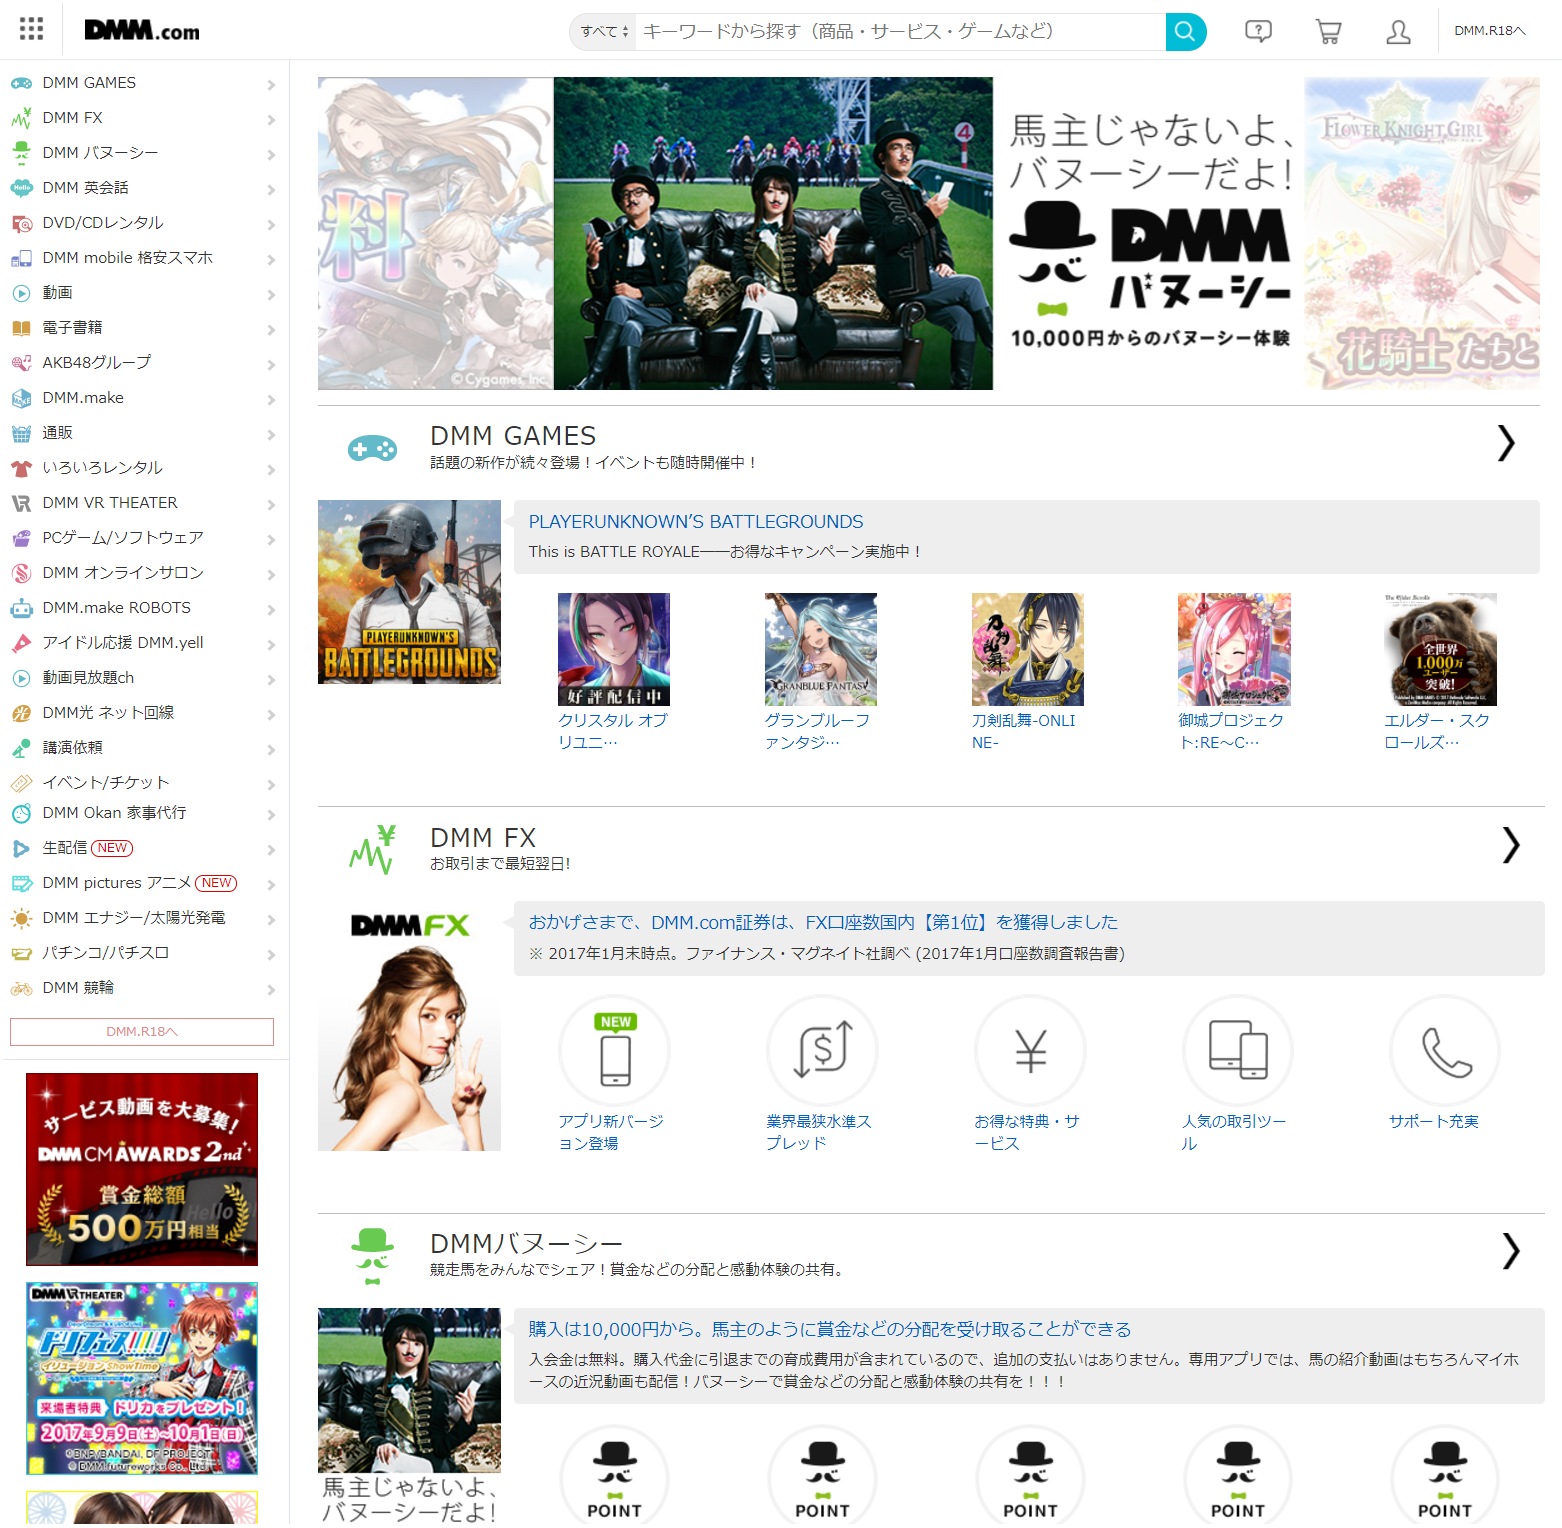 DMM.com
すべて
キーワードから探す（商品・サービス・ゲームなど）
DMM.R18へ
DMM GAMES
DMM FX
DMM バヌーシー
DMM 英会話
DVD/CDレンタル
DMM mobile 格安スマホ
動画
電子書籍
AKB48グループ
DMM.make
通販
いろいろレンタル
DMM VR THEATER
PCゲーム/ソフトウェア
DMM オンラインサロン
DMM.make ROBOTS
アイドル応援 DMM.yell
動画見放題ch
DMM光 ネット回線
講演依頼
イベント/チケット
DMM Okan 家事代行
生配信 NEW
DMM pictures アニメ NEW
DMM エナジー/太陽光発電
パチンコ/パチスロ
DMM 競輪
DMM.R18へ
サービス動画を大募集！
DMM CM AWARDS 2nd
賞金総額
500万円相当
DMM VR THEATER
ドリフェス!!!!!
イリュージョン ShowTime
来場者特典 ドリカをプレゼント！
2017年9月9日(土)～10月1日(日)
©BNP/BANDAI, DF PROJECT
© DMM.futureworks Co., Ltd.
料
© Cygames, Inc.
4
馬主じゃないよ、
バヌーシーだよ!
DMM
バヌーシー
10,000円からのバヌーシー体験
FLOWER KNIGHT GIRL
花騎士たちと
DMM GAMES
話題の新作が続々登場！イベントも随時開催中！
PLAYERUNKNOWN'S
BATTLEGROUNDS
PLAYERUNKNOWN’S BATTLEGROUNDS
This is BATTLE ROYALE――お得なキャンペーン実施中！
好評配信中
クリスタル オブ
リユニ…
GRANBLUE FANTASY
グランブルーファ
ンタジ…
刀剣乱舞
刀剣乱舞-ONLI
NE-
御城プロジェク
ト:RE～C…
The Elder Scrolls
全世界
1,000万
ユーザー
突破!
エルダー・スク
ロールズ…
DMM FX
お取引まで最短翌日!
DMM FX
おかげさまで、DMM.com証券は、FX口座数国内【第1位】を獲得しました
※ 2017年1月末時点。ファイナンス・マグネイト社調べ (2017年1月口座数調査報告書)
NEW
アプリ新バージ
ョン登場
業界最狭水準ス
プレッド
お得な特典・サ
ービス
人気の取引ツー
ル
サポート充実
DMMバヌーシー
競走馬をみんなでシェア！賞金などの分配と感動体験の共有。
馬主じゃないよ、
バヌーシーだよ!
購入は10,000円から。馬主のように賞金などの分配を受け取ることができる
入会金は無料。購入代金に引退までの育成費用が含まれているので、追加の支払いはありません。専用アプリでは、馬の紹介動画はもちろんマイホ
ースの近況動画も配信！バヌーシーで賞金などの分配と感動体験の共有を！！！
POINT
POINT
POINT
POINT
POINT